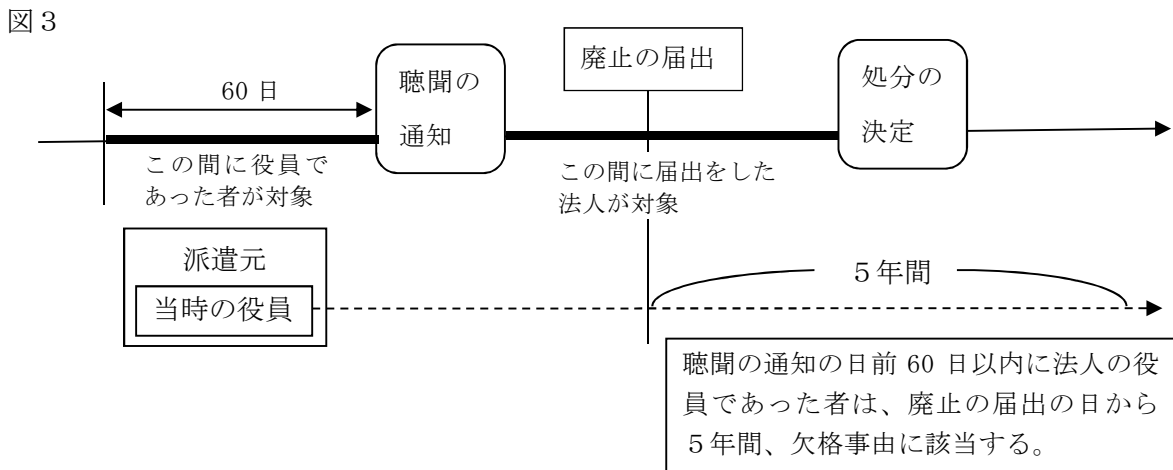 図3
60 日
聴聞の
通知
廃止の届出
処分の
決定
この間に役員で
あった者が対象
この間に届出をした
法人が対象
派遣元
当時の役員
5年間
聴聞の通知の日前 60 日以内に法人の役
員であった者は、廃止の届出の日から
5年間、欠格事由に該当する。